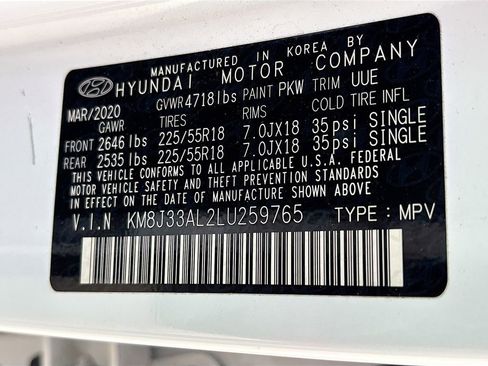 MANUFACTURED IN KOREA BY
HYUNDAI MOTOR COMPANY
MAR/2020 GVWR4718lbs PAINT PKW TRIM UUE
GAWR TIRES RIMS COLD TIRE INFL
FRONT 2646lbs 225/55R18 7.0JX18 35psi SINGLE
REAR 2535lbs 225/55R18 7.0JX18 35psi SINGLE
THIS VEHICLE CONFORMS TO ALL APPLICABLE U.S.A. FEDERAL
MOTOR VEHICLE SAFETY AND THEFT PREVENTION STANDARDS
IN EFFECT ON THE DATE OF MANUFACTURE SHOWN ABOVE
V.I.N KM8J33AL2LU259765 TYPE : MPV